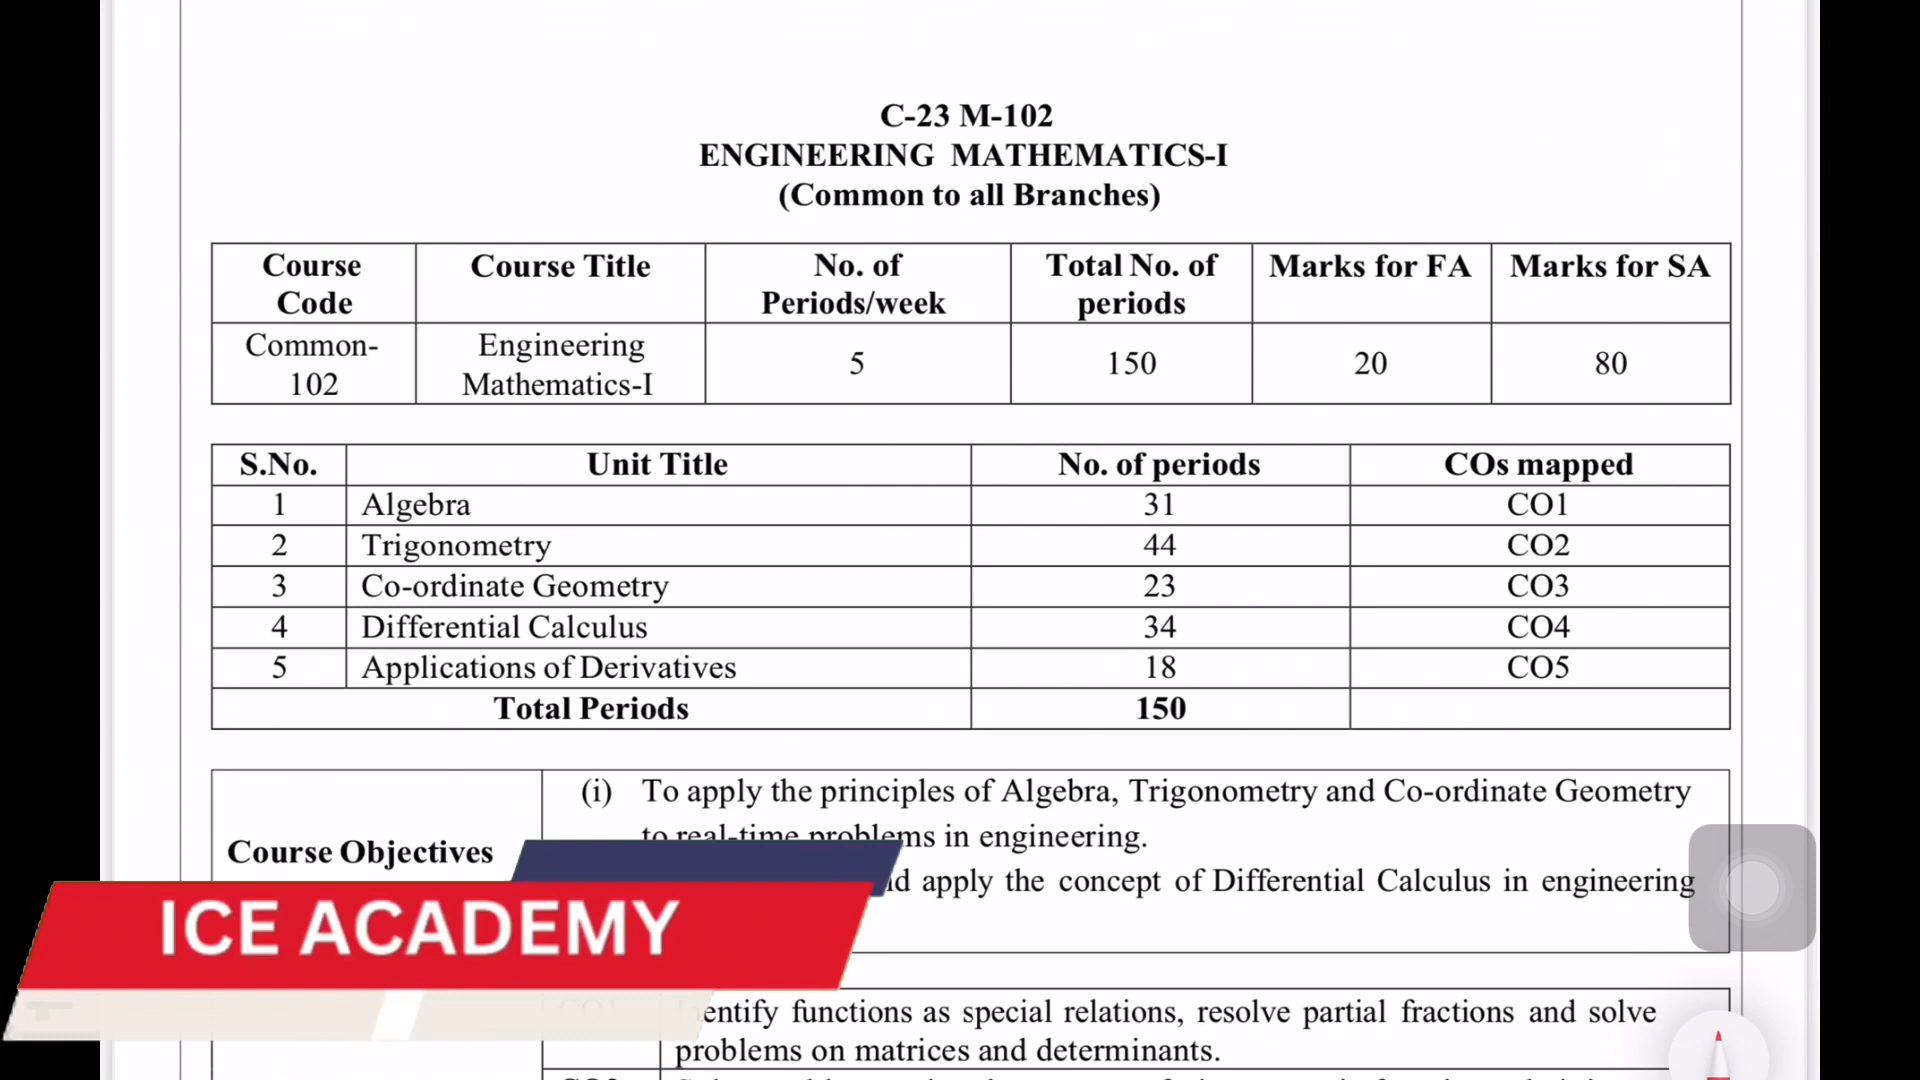 C-23 M-102
ENGINEERING MATHEMATICS-I
(Common to all Branches)
Course Code | Course Title | No. of Periods/week | Total No. of periods | Marks for FA | Marks for SA
Common-102 | Engineering Mathematics-I | 5 | 150 | 20 | 80
S.No. | Unit Title | No. of periods | COs mapped
1 | Algebra | 31 | CO1
2 | Trigonometry | 44 | CO2
3 | Co-ordinate Geometry | 23 | CO3
4 | Differential Calculus | 34 | CO4
5 | Applications of Derivatives | 18 | CO5
Total Periods | 150
Course Objectives
(i) To apply the principles of Algebra, Trigonometry and Co-ordinate Geometry
to real-time problems in engineering.
apply the concept of Differential Calculus in engineering
ICE ACADEMY
functions as special relations, resolve partial fractions and solve
problems on matrices and determinants.